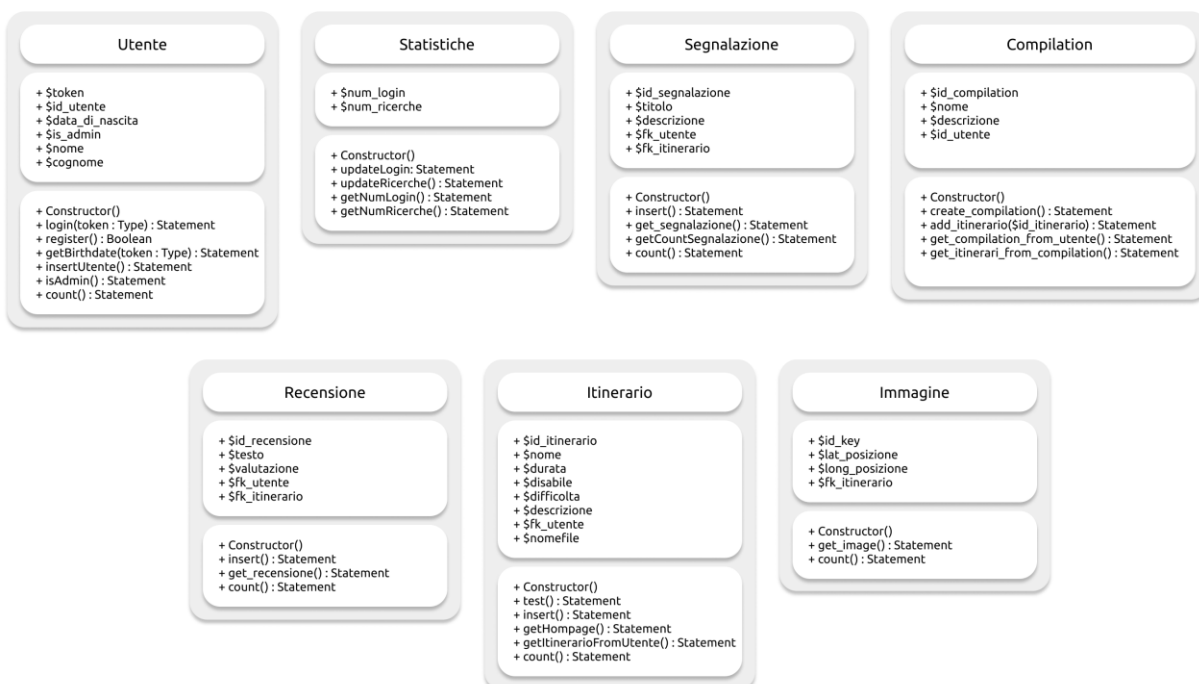 Utente
+ $token
+ $id_utente
+ $data_di_nascita
+ $is_admin
+ $nome
+ $cognome
+ Constructor()
+ login(token : Type) : Statement
+ register() : Boolean
+ getBirthdate(token : Type) : Statement
+ insertUtente() : Statement
+ isAdmin() : Statement
+ count() : Statement
Statistiche
+ $num_login
+ $num_ricerche
+ Constructor()
+ updateLogin: Statement
+ updateRicerche() : Statement
+ getNumLogin() : Statement
+ getNumRicerche() : Statement
Segnalazione
+ $id_segnalazione
+ $titolo
+ $descrizione
+ $fk_utente
+ $fk_itinerario
+ Constructor()
+ insert() : Statement
+ get_segnalazione() : Statement
+ getCountSegnalazione() : Statement
+ count() : Statement
Compilation
+ $id_compilation
+ $nome
+ $descrizione
+ $id_utente
+ Constructor()
+ create_compilation() : Statement
+ add_itinerario($id_itinerario) : Statement
+ get_compilation_from_utente() : Statement
+ get_itinerari_from_compilation() : Statement
Recensione
+ $id_recensione
+ $testo
+ $valutazione
+ $fk_utente
+ $fk_itinerario
+ Constructor()
+ insert() : Statement
+ get_recensione() : Statement
+ count() : Statement
Itinerario
+ $id_itinerario
+ $nome
+ $durata
+ $disabile
+ $difficolta
+ $descrizione
+ $fk_utente
+ $nomefile
+ Constructor()
+ test() : Statement
+ insert() : Statement
+ getHompage() : Statement
+ getItinerarioFromUtente() : Statement
+ count() : Statement
Immagine
+ $id_key
+ $lat_posizione
+ $long_posizione
+ $fk_itinerario
+ Constructor()
+ get_image() : Statement
+ count() : Statement